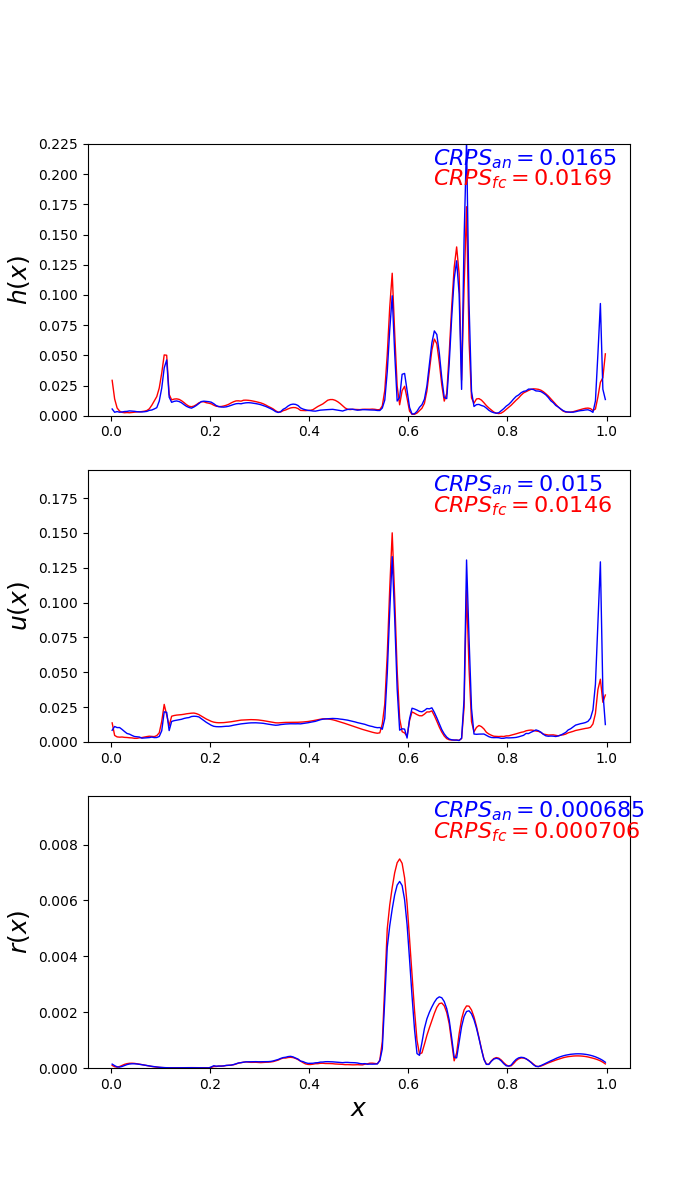 0.225
0.200
0.175
0.150
0.125
0.100
0.075
0.050
0.025
0.000
h(x)
CRPS_an = 0.0165
CRPS_fc = 0.0169
0.0 0.2 0.4 0.6 0.8 1.0
0.175
0.150
0.125
0.100
0.075
0.050
0.025
0.000
u(x)
CRPS_an = 0.015
CRPS_fc = 0.0146
0.0 0.2 0.4 0.6 0.8 1.0
0.008
0.006
0.004
0.002
0.000
r(x)
CRPS_an = 0.000685
CRPS_fc = 0.000706
0.0 0.2 0.4 0.6 0.8 1.0
x